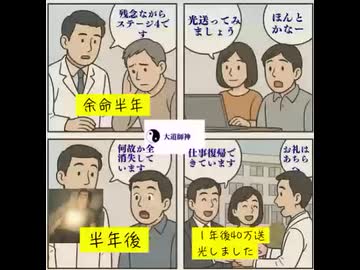 残念ながら
ステージ4で
す
余命半年
光送ってみ
ましょう
ほんと
かなー
大道御神
何故か全
消失して
います
半年後
仕事復帰で
きています
お礼は
あちら
へ
1年後40万送
光しました